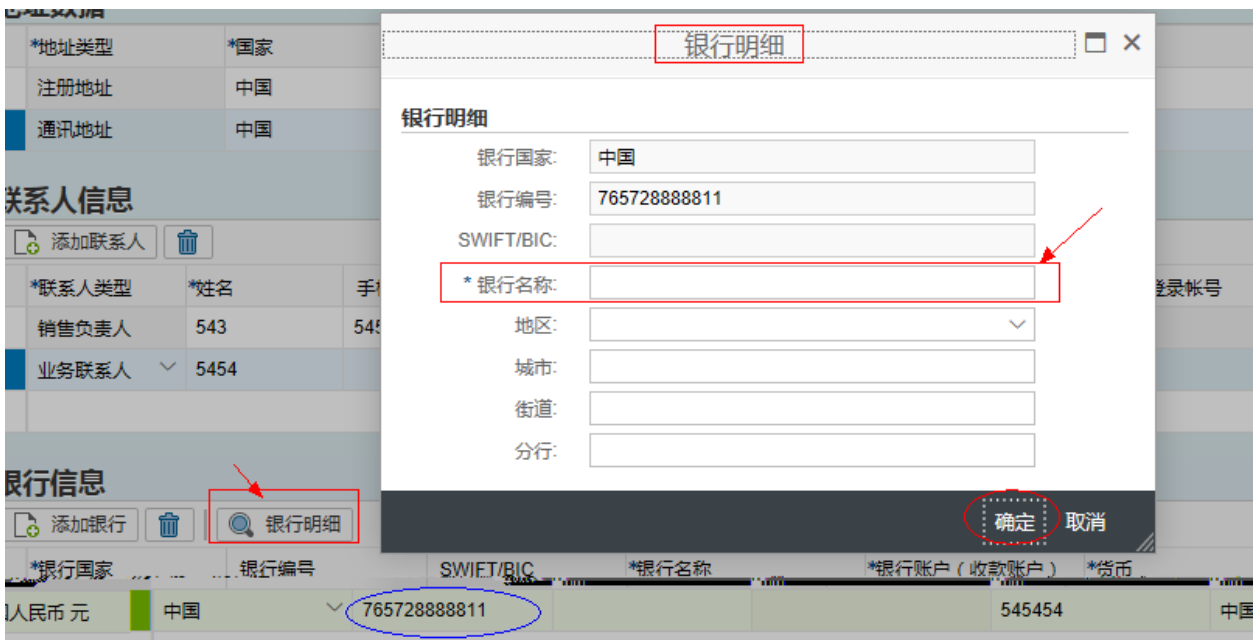 *地址类型 *国家
注册地址 中国
通讯地址 中国
系人信息
添加联系人
*联系人类型 *姓名
销售负责人 543
业务联系人 5454
行信息
添加银行 银行明细
*银行国家 银行编号 SWIFT/BIC *银行名称 *银行账户（收款账户） *货币
人民币 元 中国 765728888811 545454 中国
登录帐号
银行明细
银行明细
银行国家: 中国
银行编号: 765728888811
SWIFT/BIC:
* 银行名称:
地区:
城市:
街道:
分行:
确定 取消